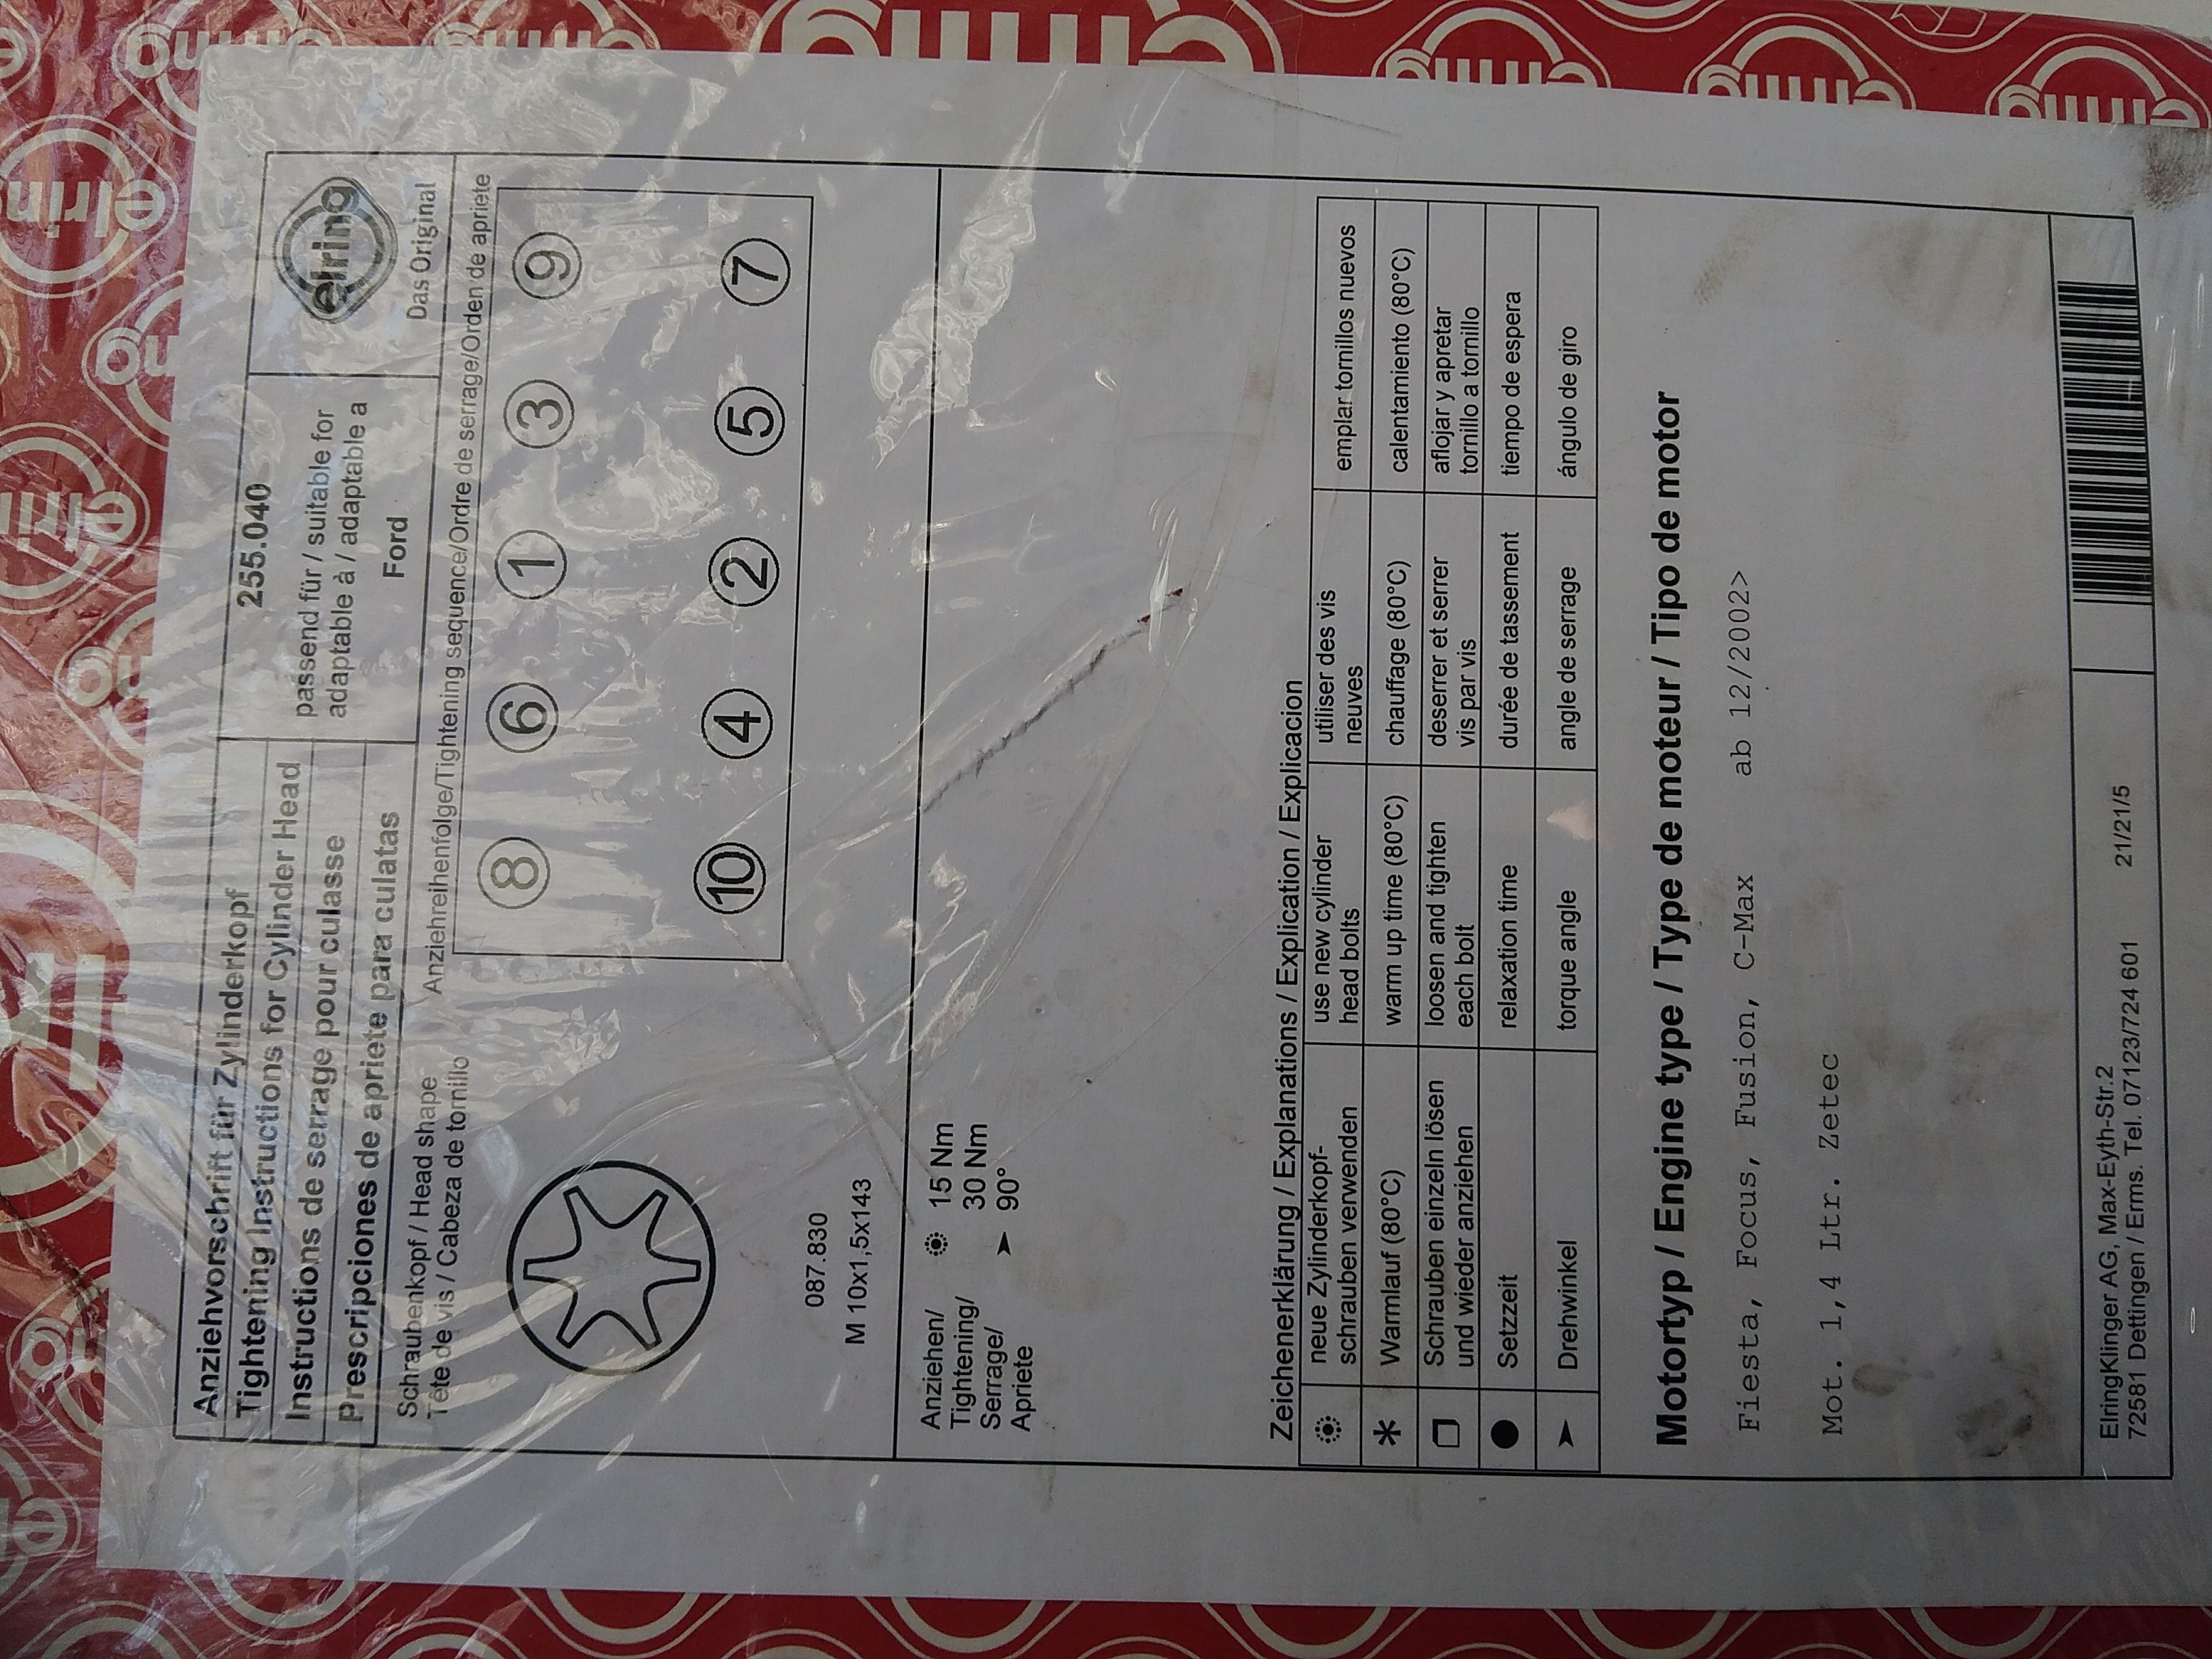 Anziehvorschrift für Zylinderkopf
Tightening Instructions for Cylinder Head
Instructions de serrage pour culasse
Prescripciones de apriete para culatas
255.040
passend für / suitable for
adaptable à / adaptable a
Ford
elring
Das Original
Schraubenkopf / Head shape
Tête de vis / Cabeza de tornillo
Anziehreihenfolge/Tightening sequence/Ordre de serrage/Orden de apriete
8 6 1 3 9
10 4 2 5 7
087.830
M 10x1,5x143
Anziehen/
Tightening/
Serrage/
Apriete
15 Nm
30 Nm
➤ 90°
Zeichenerklärung / Explanations / Explication / Explicacion
neue Zylinderkopf-
schrauben verwenden
use new cylinder
head bolts
utiliser des vis
neuves
emplar tornillos nuevos
* Warmlauf (80°C)
warm up time (80°C)
chauffage (80°C)
calentamiento (80°C)
Schrauben einzeln lösen
und wieder anziehen
loosen and tighten
each bolt
deserrer et serrer
vis par vis
aflojar y apretar
tornillo a tornillo
● Setzzeit
relaxation time
durée de tassement
tiempo de espera
➤ Drehwinkel
torque angle
angle de serrage
ángulo de giro
Motortyp / Engine type / Type de moteur / Tipo de motor
Fiesta, Focus, Fusion, C-Max ab 12/2002>
Mot. 1,4 Ltr. Zetec
ElringKlinger AG, Max-Eyth-Str.2
72581 Dettingen / Erms. Tel. 07123/724 601 21/21/5